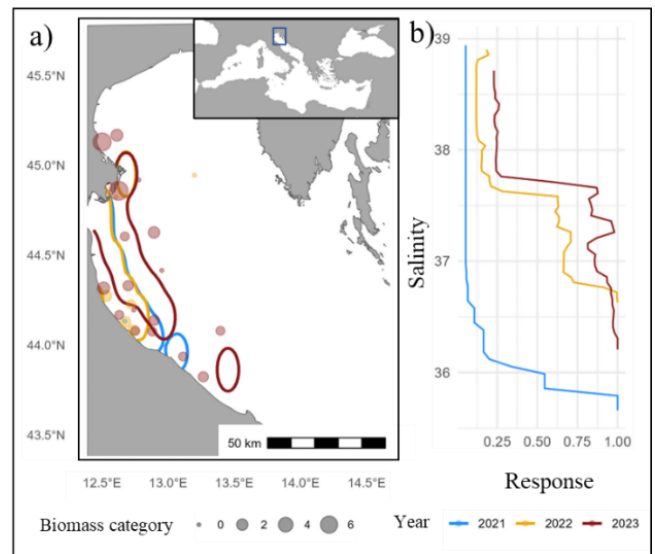 a)
45.5°N
45.0°N
44.5°N
44.0°N
43.5°N
50 km
12.5°E 13.0°E 13.5°E 14.0°E 14.5°E
b)
39
38
37
36
Salinity
0.25 0.50 0.75 1.00
Response
Biomass category 0 2 4 6
Year 2021 2022 2023